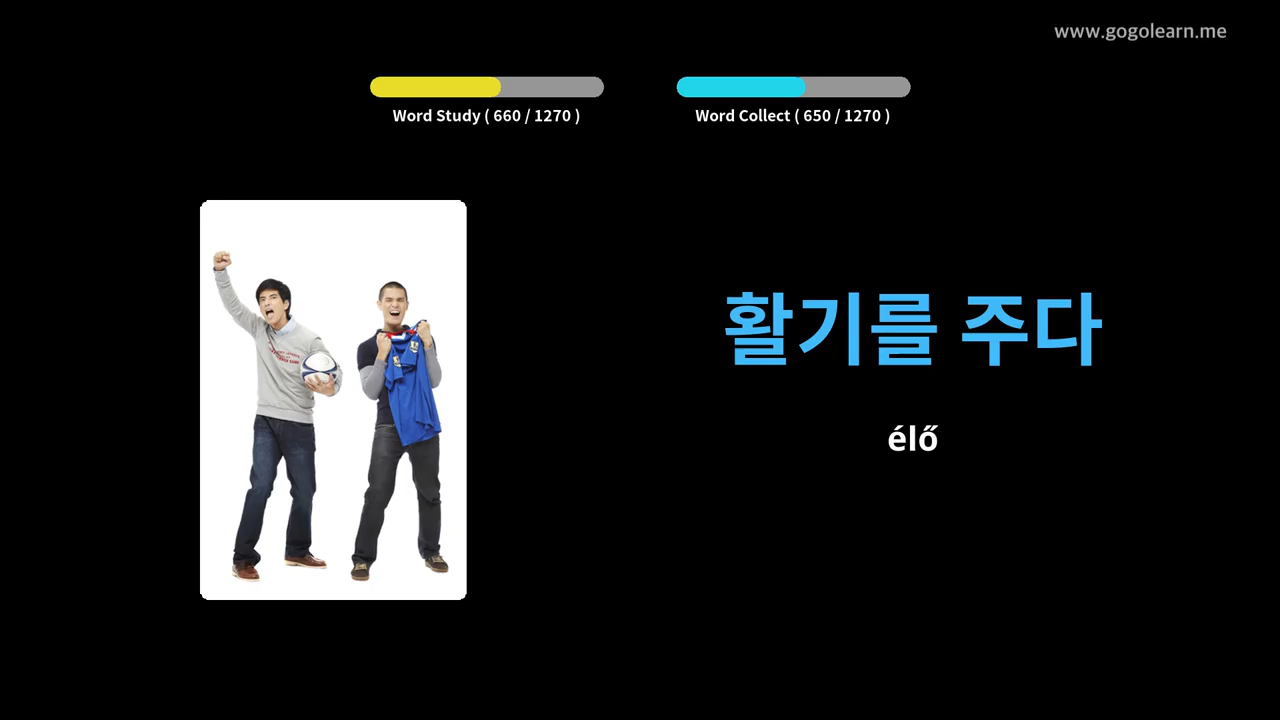 www.gogolearn.me
Word Study ( 660 / 1270 )
Word Collect ( 650 / 1270 )
활기를 주다
élő